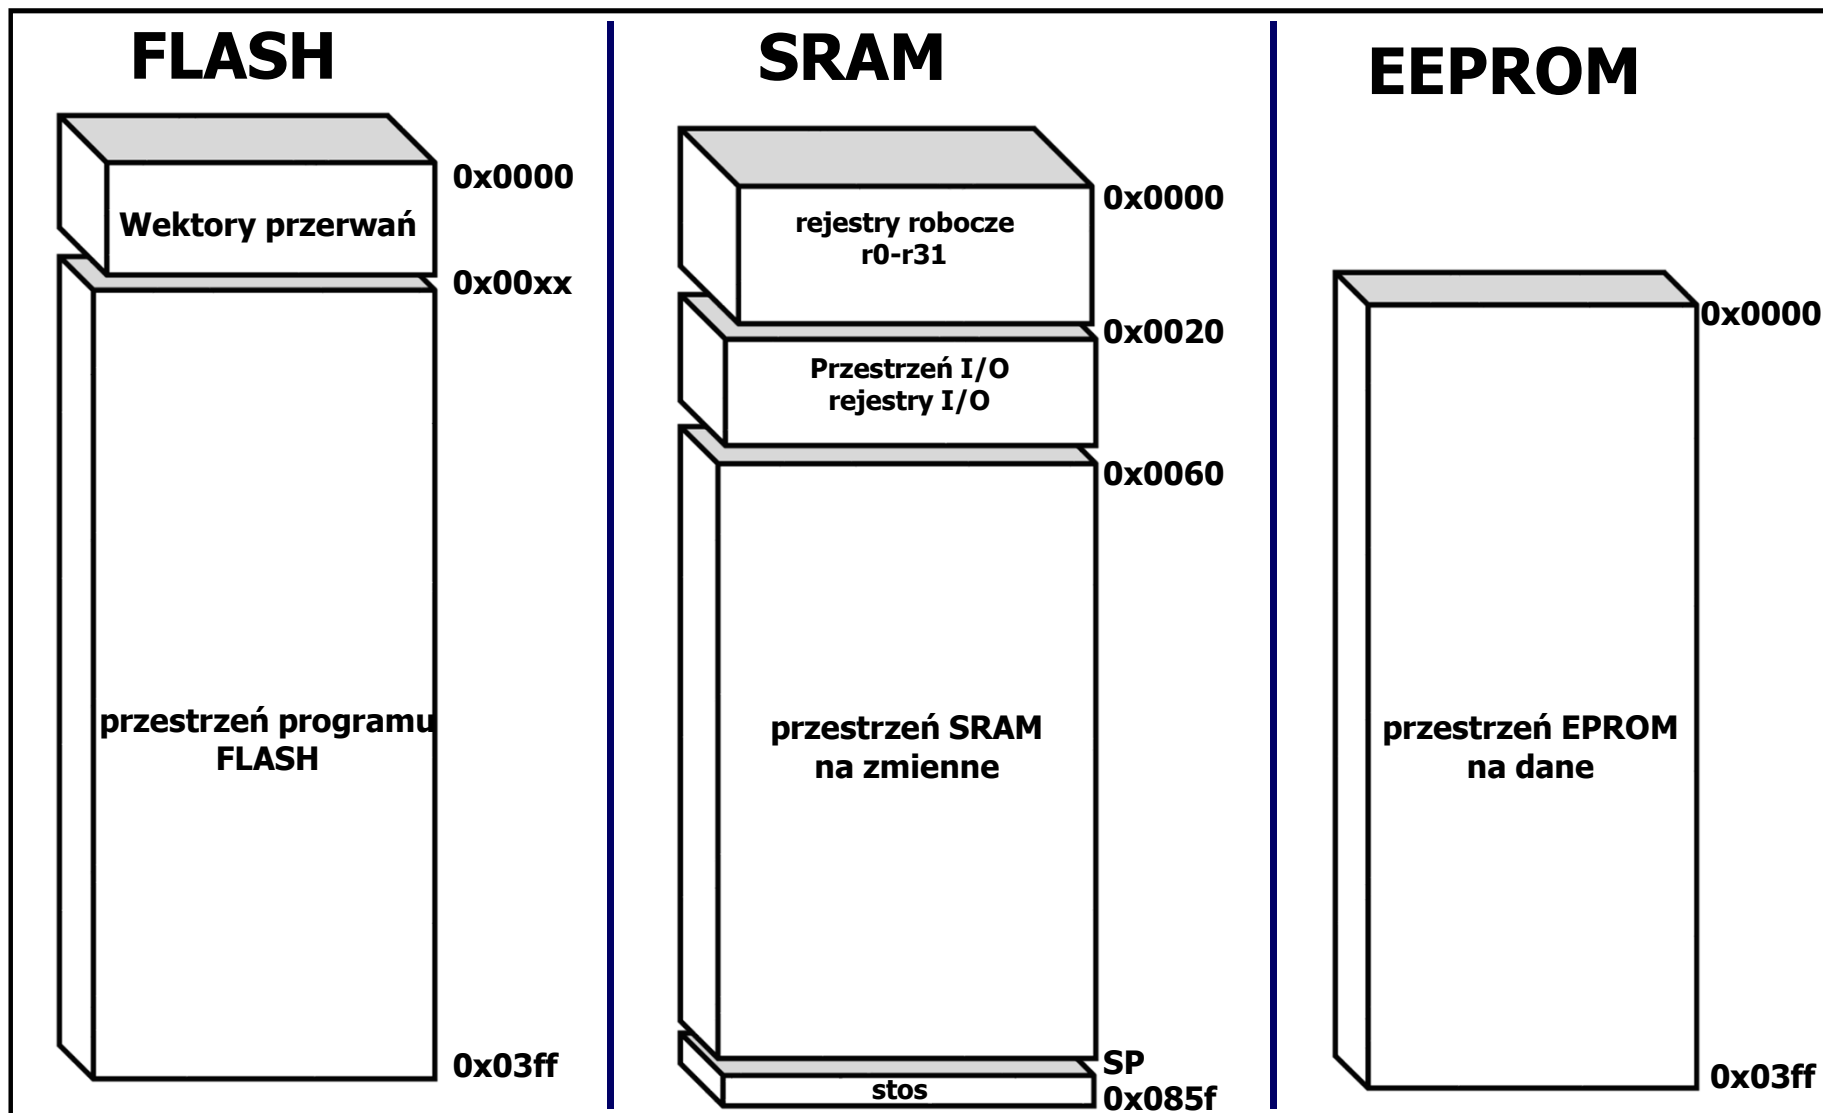 FLASH
0x0000
Wektory przerwań
0x00xx
przestrzeń programu
FLASH
0x03ff
SRAM
0x0000
rejestry robocze
r0-r31
0x0020
Przestrzeń I/O
rejestry I/O
0x0060
przestrzeń SRAM
na zmienne
SP
stos
0x085f
EEPROM
0x0000
przestrzeń EPROM
na dane
0x03ff